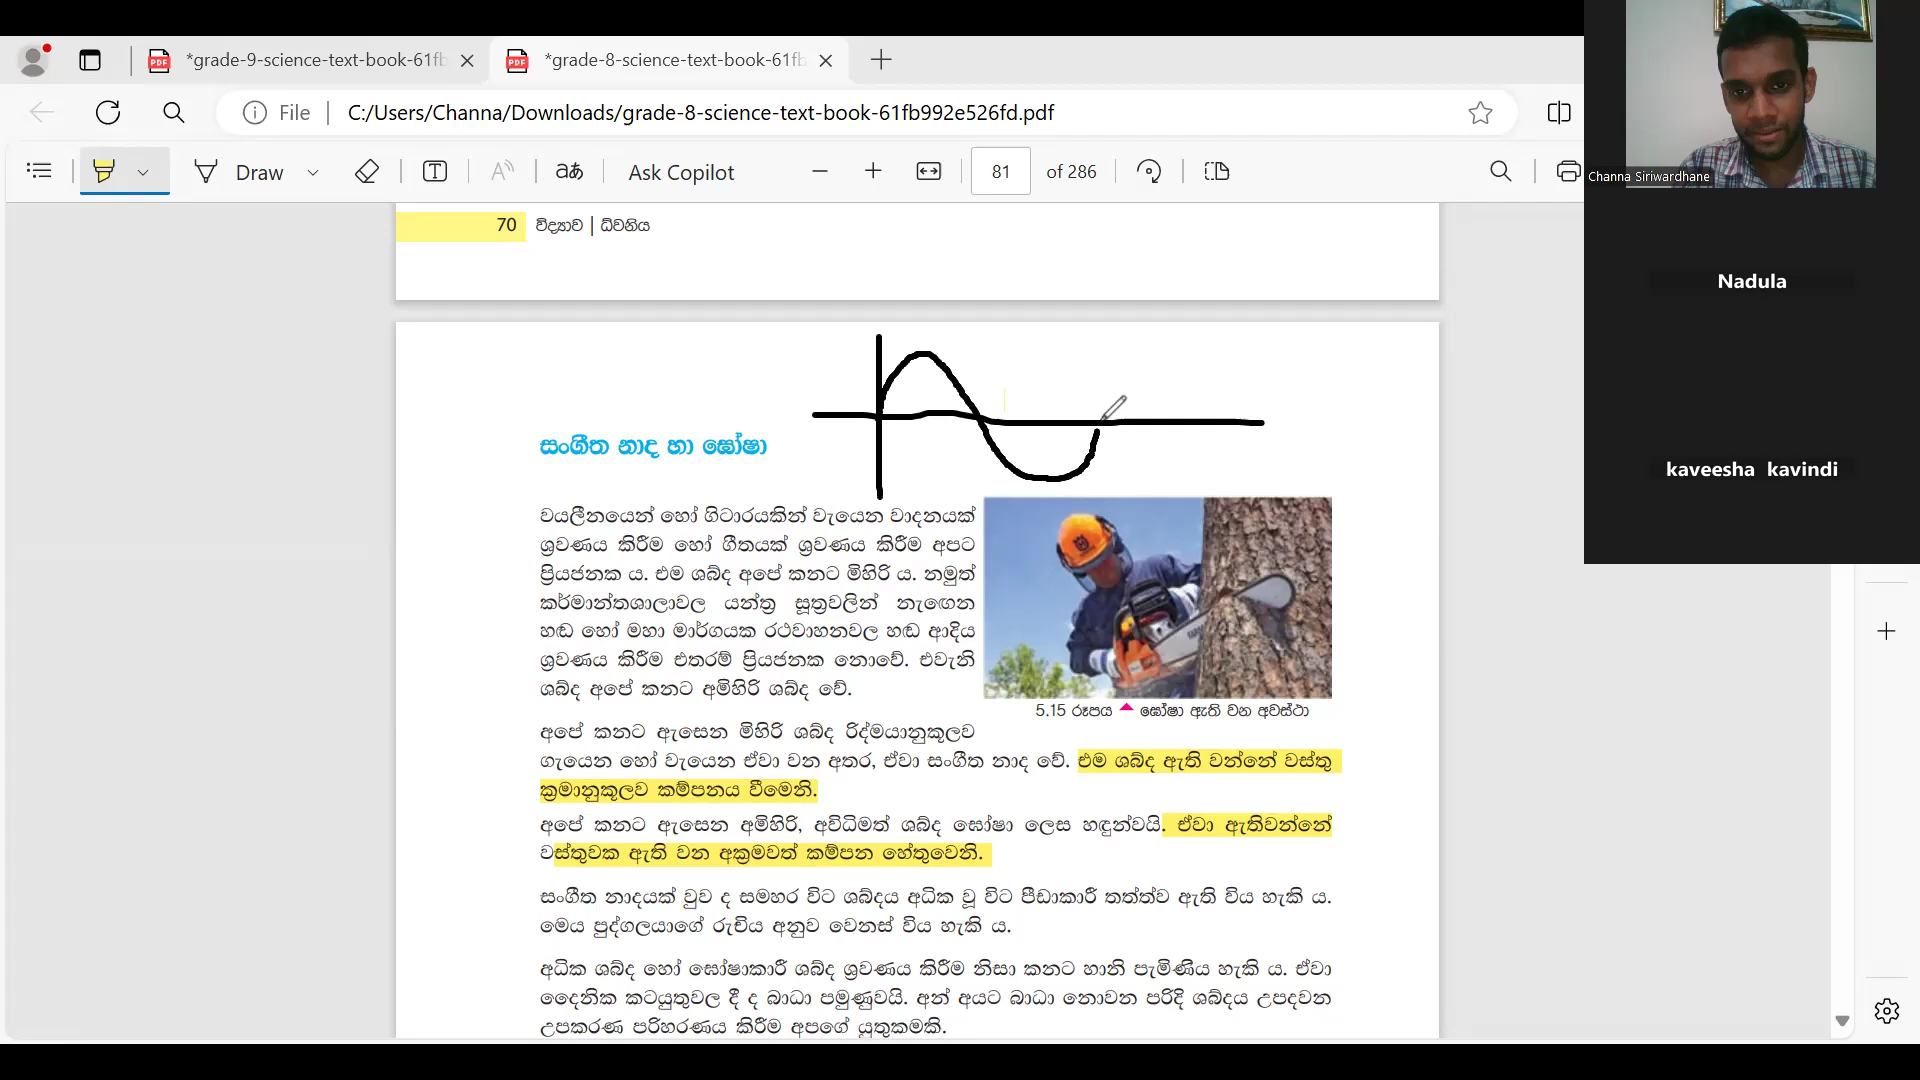 *grade-9-science-text-book-61fb
*grade-8-science-text-book-61fb
File
C:/Users/Channa/Downloads/grade-8-science-text-book-61fb992e526fd.pdf
Draw
Ask Copilot
81
of 286
Channa Siriwardhane
Nadula
kaveesha kavindi
70 විද්‍යාව | ධ්වනිය
සංගීත නාද හා ඝෝෂා
වයලීනයෙන් හෝ ගිටාරයකින් වැයෙන වාදනයක්
ශ්‍රවණය කිරීම හෝ ගීතයක් ශ්‍රවණය කිරීම අපට
ප්‍රියජනක ය. එම ශබ්ද අපේ කනට මිහිරි ය. නමුත්
කර්මාන්තශාලාවල යන්ත්‍ර සූත්‍රවලින් නැඟෙන
හඬ හෝ මහා මාර්ගයක රථවාහනවල හඬ ආදිය
ශ්‍රවණය කිරීම එතරම් ප්‍රියජනක නොවේ. එවැනි
ශබ්ද අපේ කනට අමිහිරි ශබ්ද වේ.
5.15 රූපය ▲ ඝෝෂා ඇති වන අවස්ථා
අපේ කනට ඇසෙන මිහිරි ශබ්ද රිද්මයානුකූලව
ගැයෙන හෝ වැයෙන ඒවා වන අතර, ඒවා සංගීත නාද වේ. එම ශබ්ද ඇති වන්නේ වස්තු
ක්‍රමානුකූලව කම්පනය වීමෙනි.
අපේ කනට ඇසෙන අමිහිරි, අවිධිමත් ශබ්ද ඝෝෂා ලෙස හඳුන්වයි. ඒවා ඇතිවන්නේ
වස්තුවක ඇති වන අක්‍රමවත් කම්පන හේතුවෙනි.
සංගීත නාදයක් වුව ද සමහර විට ශබ්දය අධික වූ විට පීඩාකාරී තත්ත්ව ඇති විය හැකි ය.
මෙය පුද්ගලයාගේ රුචිය අනුව වෙනස් විය හැකි ය.
අධික ශබ්ද හෝ ඝෝෂාකාරී ශබ්ද ශ්‍රවණය කිරීම නිසා කනට හානි පැමිණිය හැකි ය. ඒවා
දෛනික කටයුතුවල දී ද බාධා පමුණුවයි. අන් අයට බාධා නොවන පරිදි ශබ්දය උපදවන
උපකරණ පරිහරණය කිරීම අපගේ යුතුකමකි.